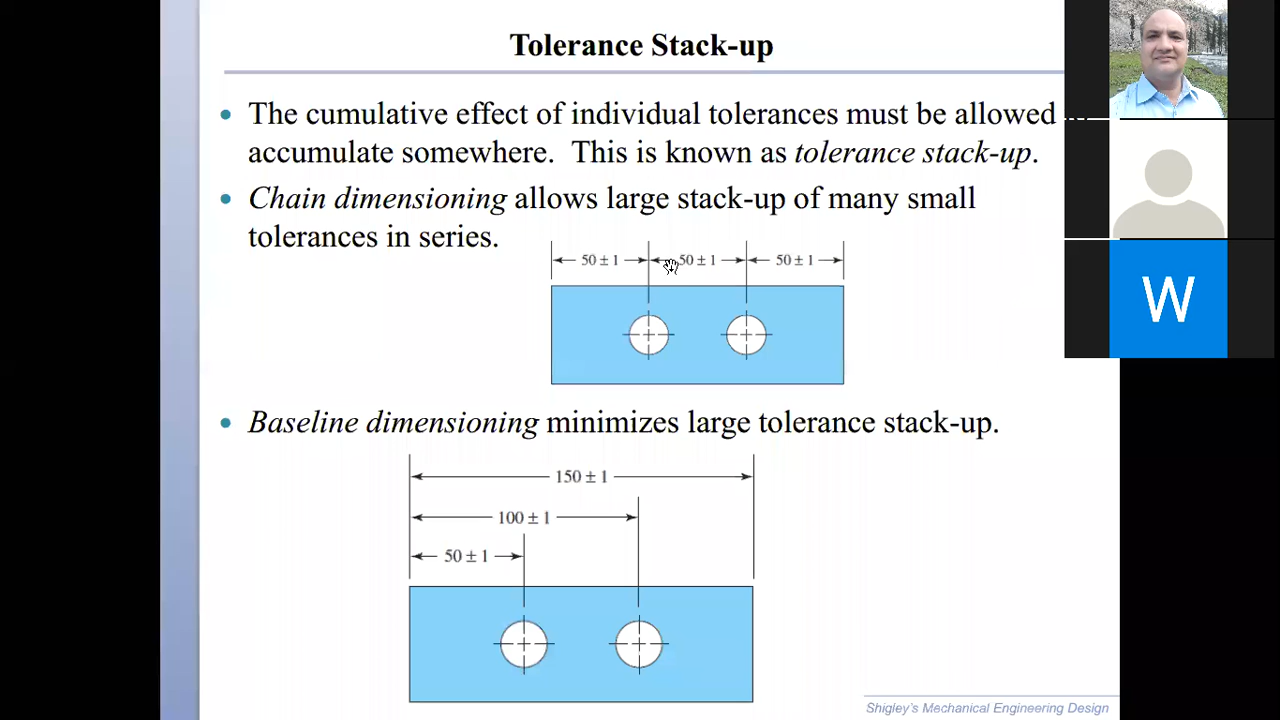 Tolerance Stack-up
The cumulative effect of individual tolerances must be allowed
accumulate somewhere. This is known as tolerance stack-up.
Chain dimensioning allows large stack-up of many small
tolerances in series.
50 ± 1 50 ± 1 50 ± 1
Baseline dimensioning minimizes large tolerance stack-up.
150 ± 1
100 ± 1
50 ± 1
Shigley's Mechanical Engineering Design
W